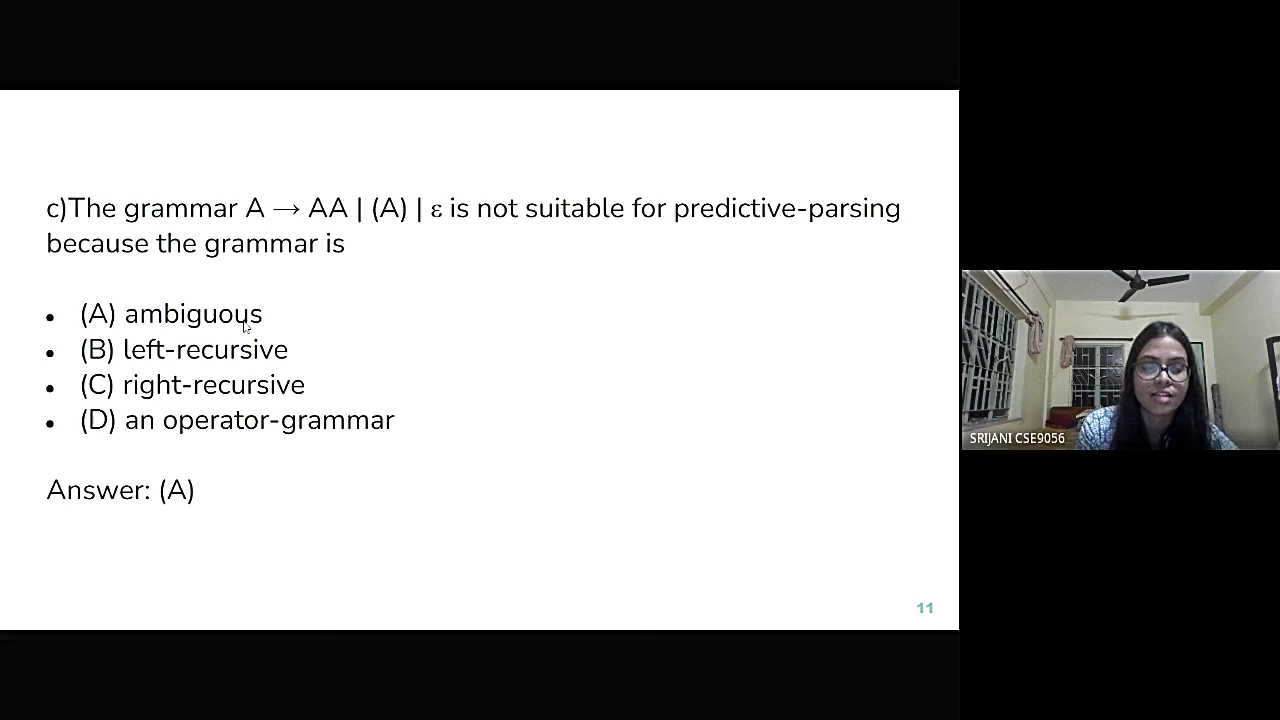 c)The grammar A → AA | (A) | ε is not suitable for predictive-parsing
because the grammar is
• (A) ambiguous
• (B) left-recursive
• (C) right-recursive
• (D) an operator-grammar
Answer: (A)
11
SRIJANI CSE9056